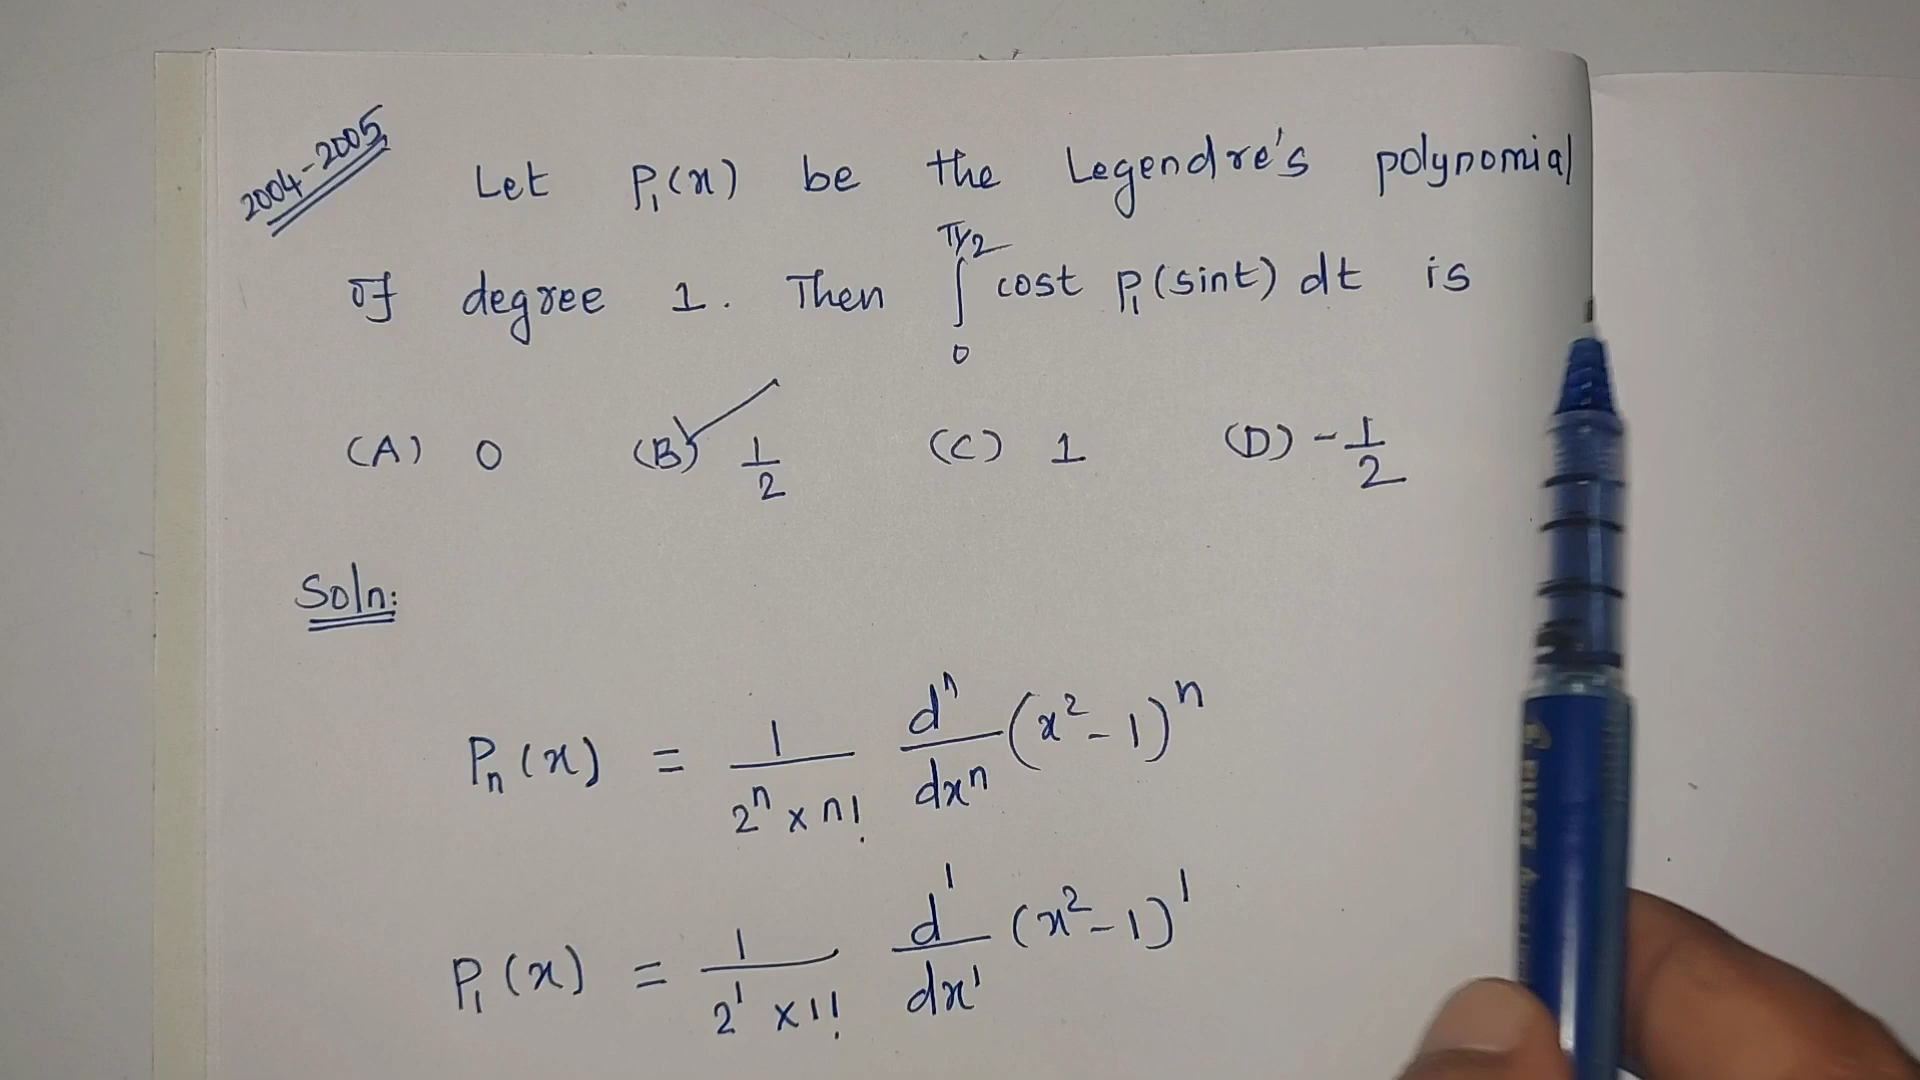 2004-2005
Let P₁(x) be the Legendre's polynomial
of degree 1. Then ∫₀^(π/2) cost P₁(sint) dt is
(A) 0 (B) ✓ 1/2 (C) 1 (D) -1/2
Soln:
Pₙ(x) = 1/(2ⁿ × n!) dⁿ/dxⁿ (x² - 1)ⁿ
P₁(x) = 1/(2¹ × 1!) d¹/dx¹ (x² - 1)¹
PILOT